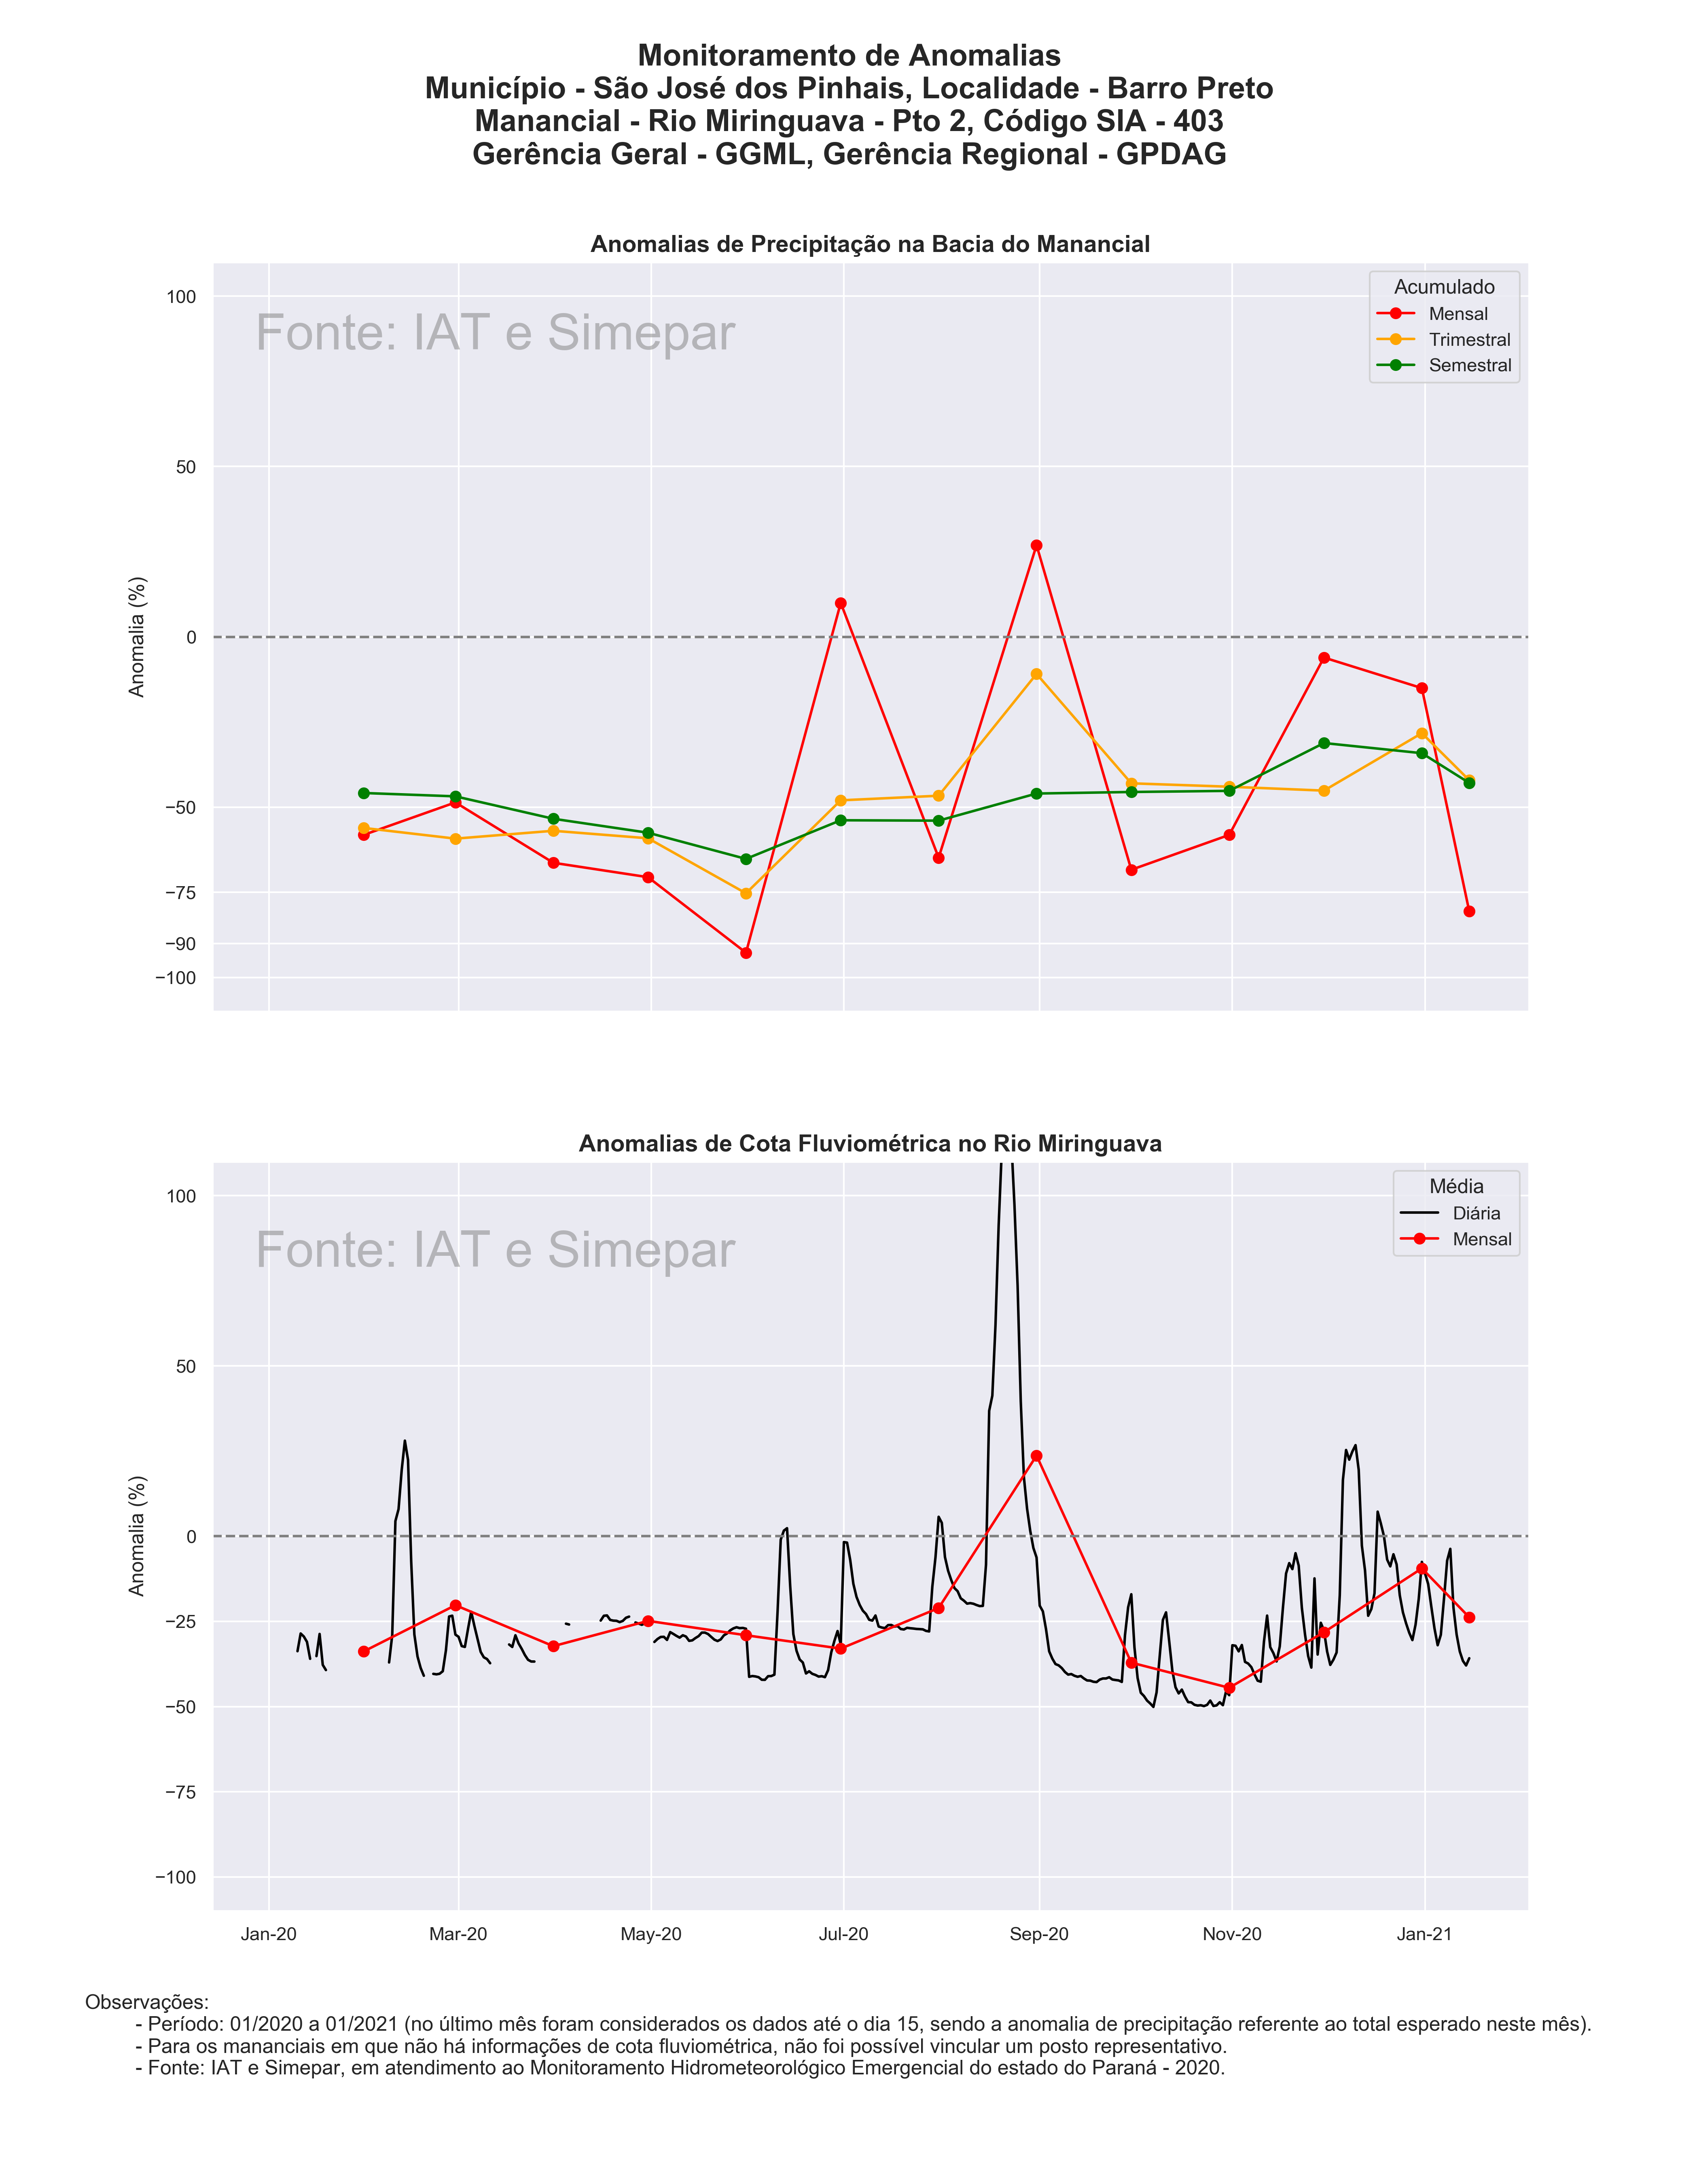 Monitoramento de Anomalias
Município - São José dos Pinhais, Localidade - Barro Preto
Manancial - Rio Miringuava - Pto 2, Código SIA - 403
Gerência Geral - GGML, Gerência Regional - GPDAG
Anomalias de Precipitação na Bacia do Manancial
Fonte: IAT e Simepar
Acumulado
Mensal
Trimestral
Semestral
Anomalia (%)
100
50
0
−50
−75
−90
−100
Anomalias de Cota Fluviométrica no Rio Miringuava
Fonte: IAT e Simepar
Média
Diária
Mensal
Anomalia (%)
100
50
0
−25
−50
−75
−100
Jan-20 Mar-20 May-20 Jul-20 Sep-20 Nov-20 Jan-21
Observações:
- Período: 01/2020 a 01/2021 (no último mês foram considerados os dados até o dia 15, sendo a anomalia de precipitação referente ao total esperado neste mês).
- Para os mananciais em que não há informações de cota fluviométrica, não foi possível vincular um posto representativo.
- Fonte: IAT e Simepar, em atendimento ao Monitoramento Hidrometeorológico Emergencial do estado do Paraná - 2020.